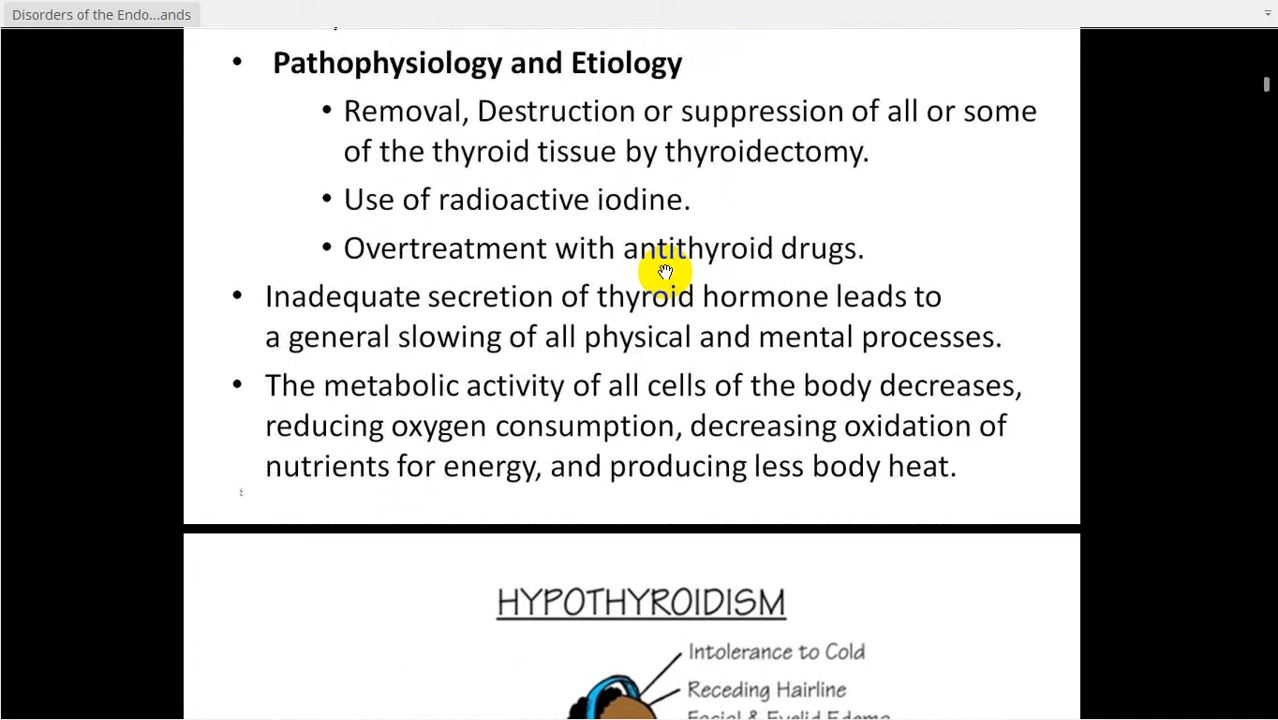 Disorders of the Endo...ands
• Pathophysiology and Etiology
• Removal, Destruction or suppression of all or some
of the thyroid tissue by thyroidectomy.
• Use of radioactive iodine.
• Overtreatment with antithyroid drugs.
• Inadequate secretion of thyroid hormone leads to
a general slowing of all physical and mental processes.
• The metabolic activity of all cells of the body decreases,
reducing oxygen consumption, decreasing oxidation of
nutrients for energy, and producing less body heat.
HYPOTHYROIDISM
Intolerance to Cold
Receding Hairline
Facial & Eyelid Edema